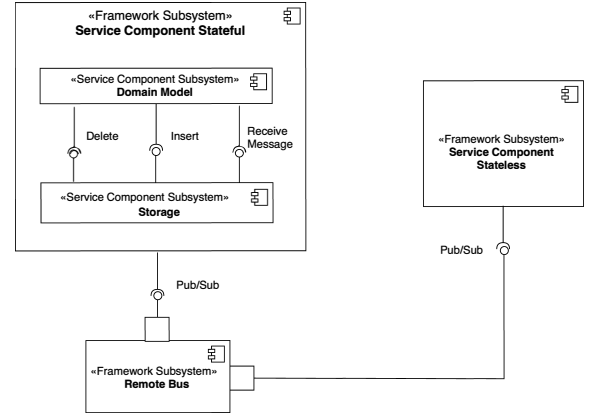 «Framework Subsystem»
Service Component Stateful
«Service Component Subsystem»
Domain Model
Delete
Insert
Receive
Message
«Service Component Subsystem»
Storage
«Framework Subsystem»
Service Component
Stateless
Pub/Sub
Pub/Sub
«Framework Subsystem»
Remote Bus